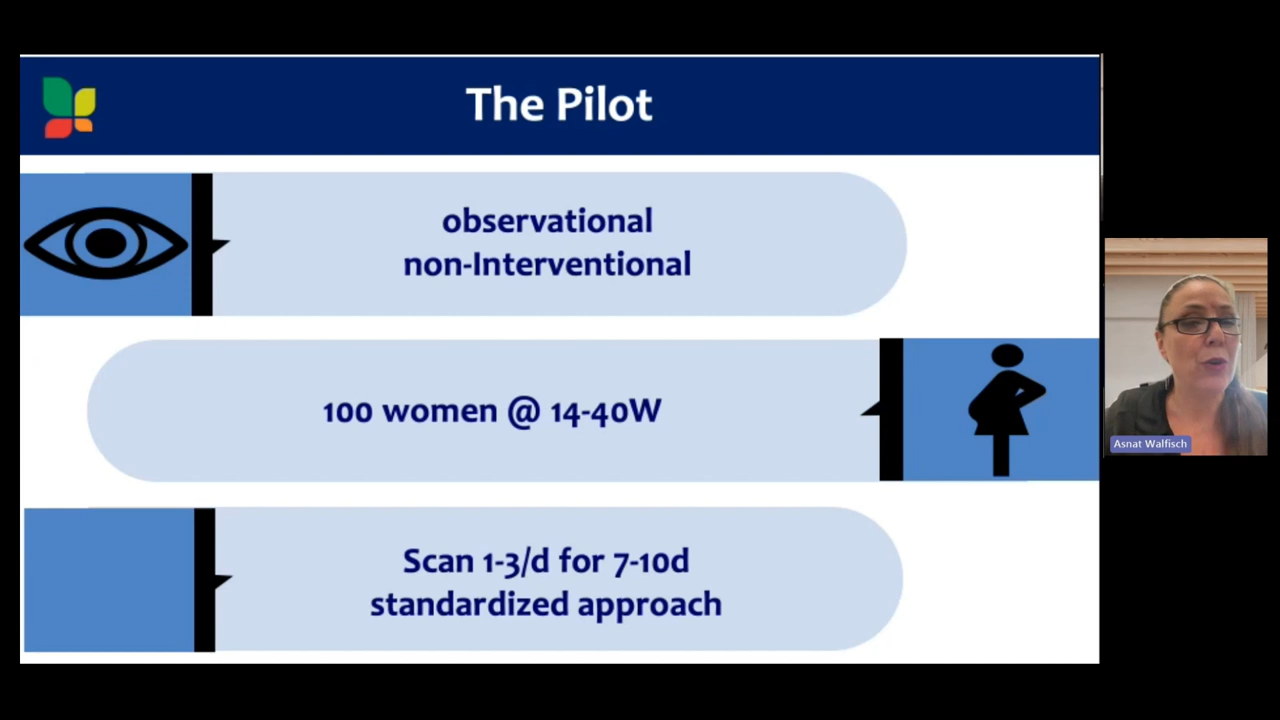 The Pilot
observational
non-Interventional
100 women @ 14-40W
Scan 1-3/d for 7-10d
standardized approach
Asnat Walfisch